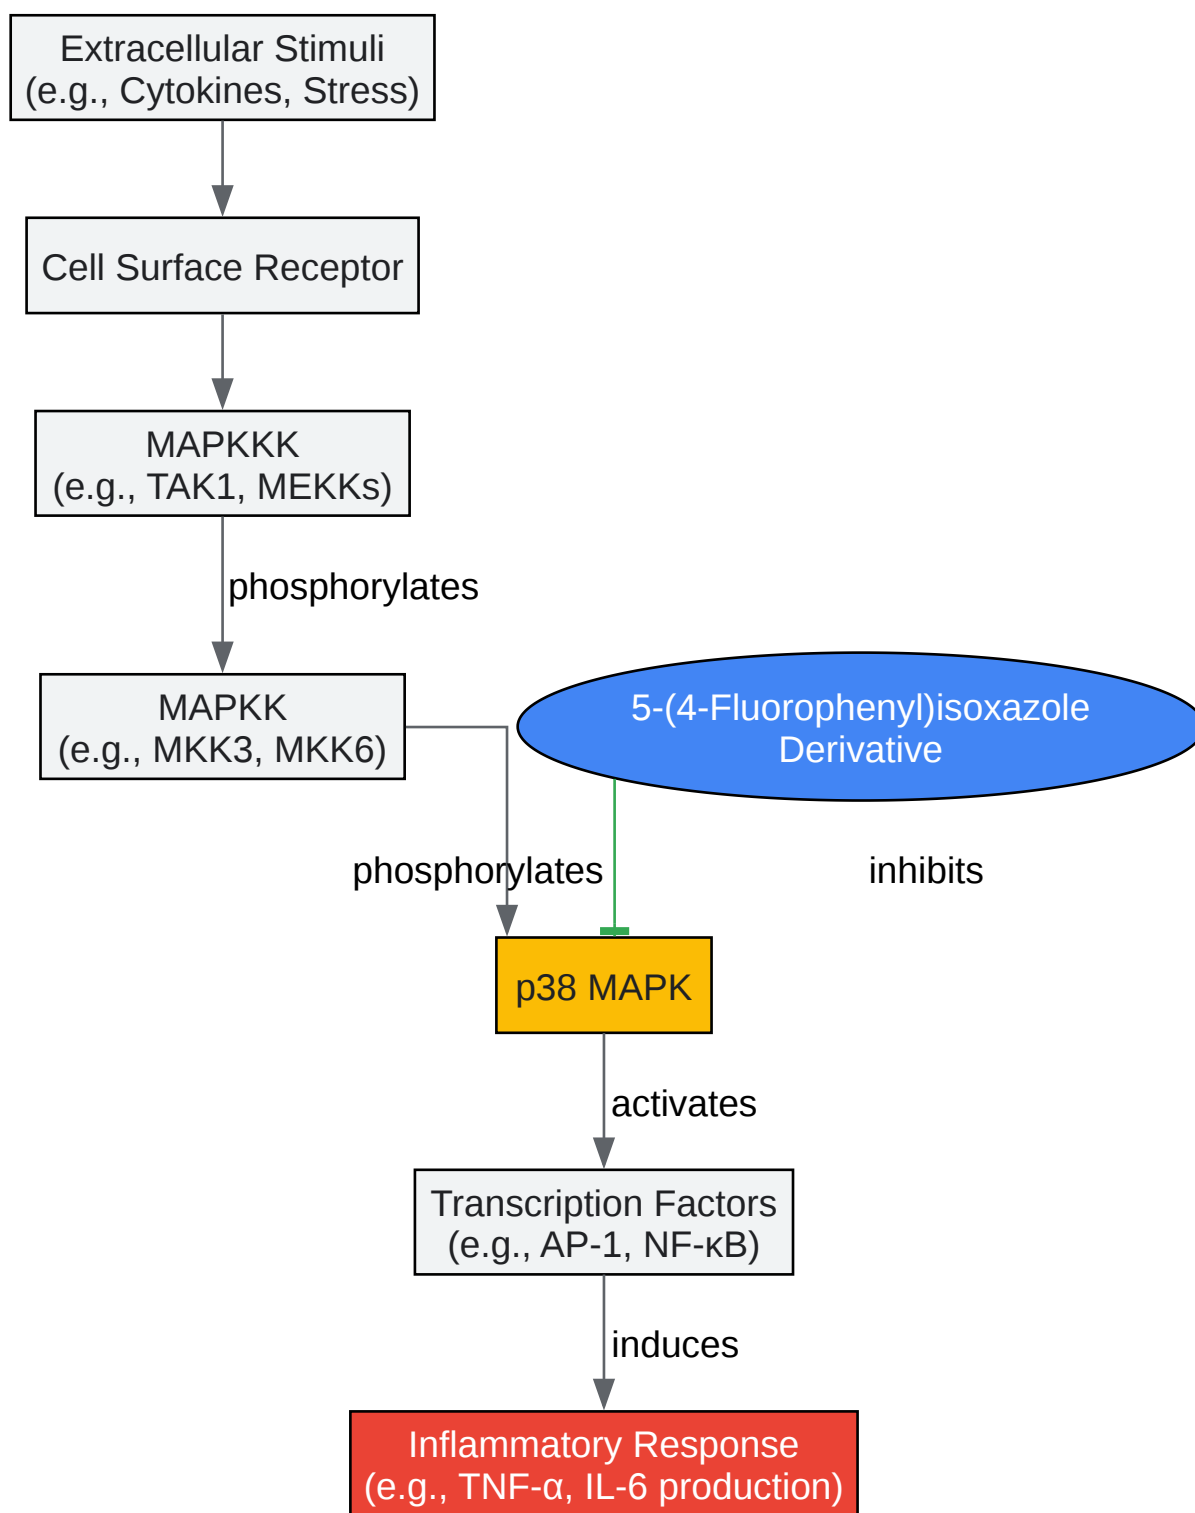 Extracellular Stimuli
(e.g., Cytokines, Stress)
Cell Surface Receptor
MAPKKK
(e.g., TAK1, MEKKs)
phosphorylates
MAPKK
(e.g., MKK3, MKK6)
5-(4-Fluorophenyl)isoxazole
Derivative
phosphorylates
inhibits
p38 MAPK
activates
Transcription Factors
(e.g., AP-1, NF-κB)
induces
Inflammatory Response
(e.g., TNF-α, IL-6 production)